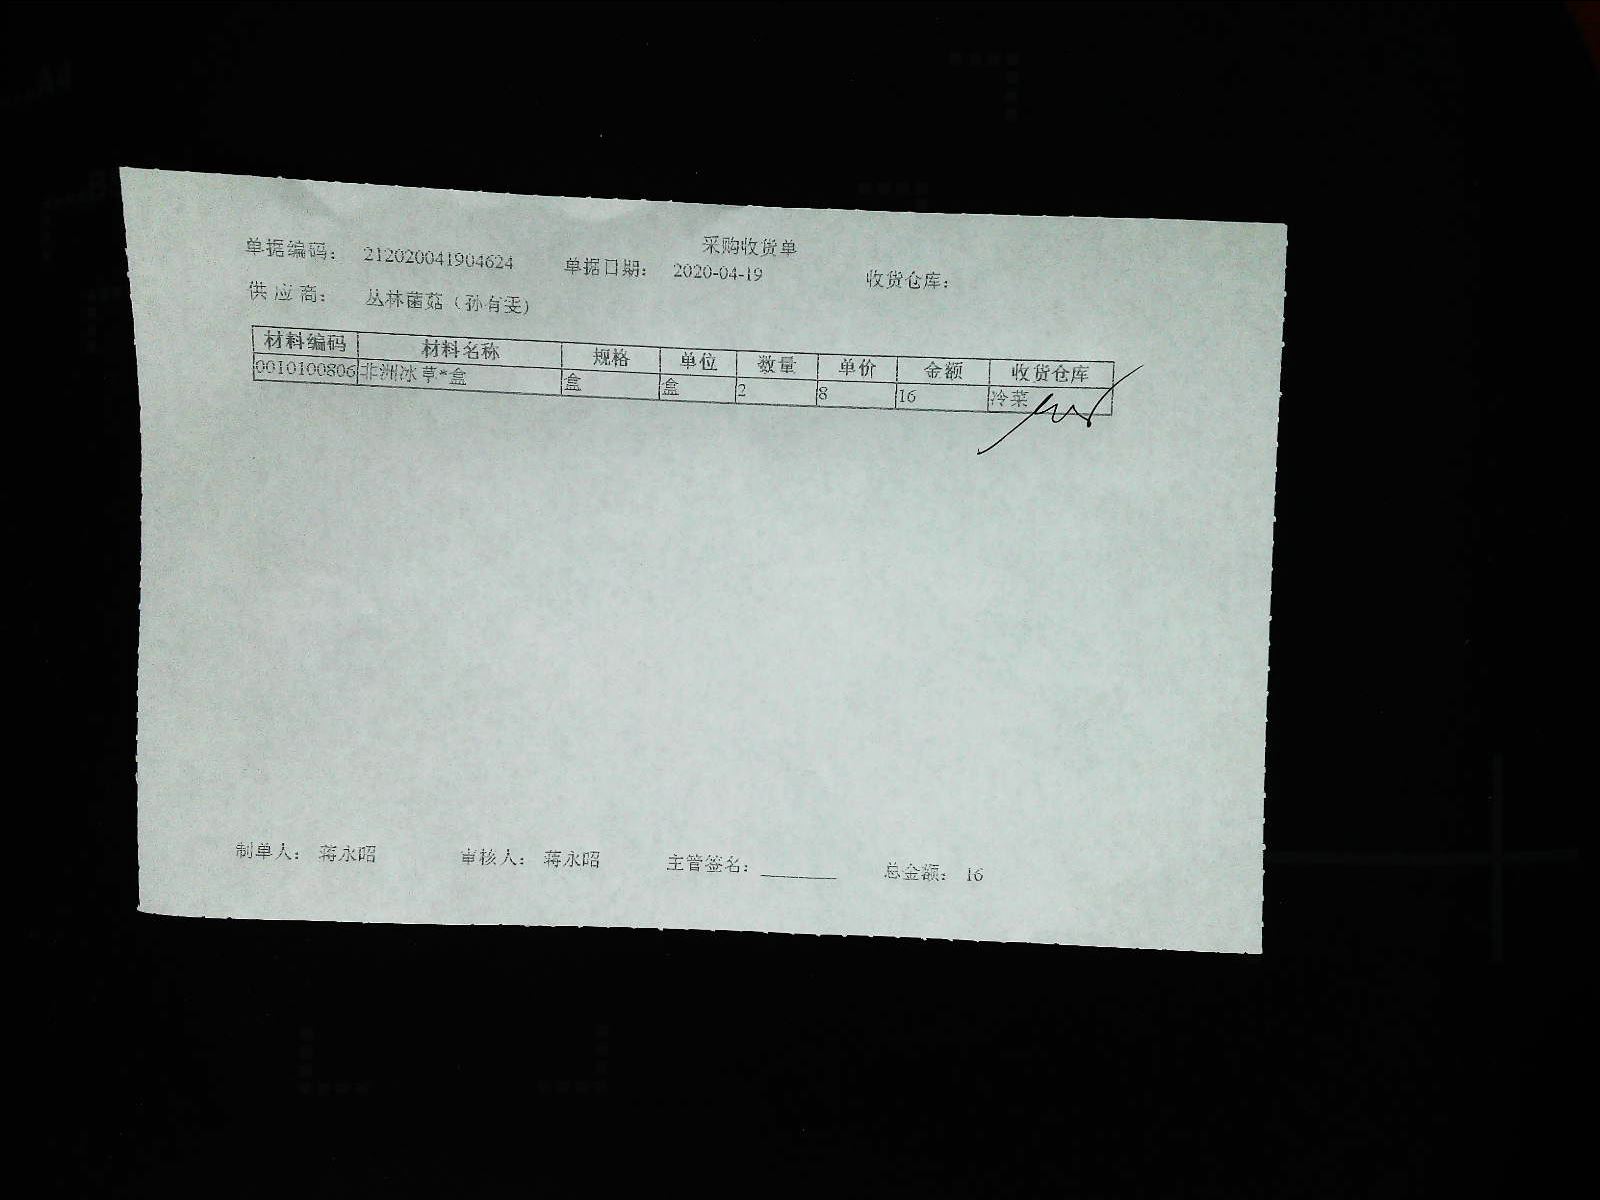 采购收货单
单据编码： 212020041904624 单据日期： 2020-04-19 收货仓库：
供 应 商： 丛林菌菇（孙有雯）
材料编码 材料名称 规格 单位 数量 单价 金额 收货仓库
0010100806 非洲冰草*盒 盒 盒 2 8 16 冷菜
制单人： 蒋永昭 审核人： 蒋永昭 主管签名： 总金额： 16